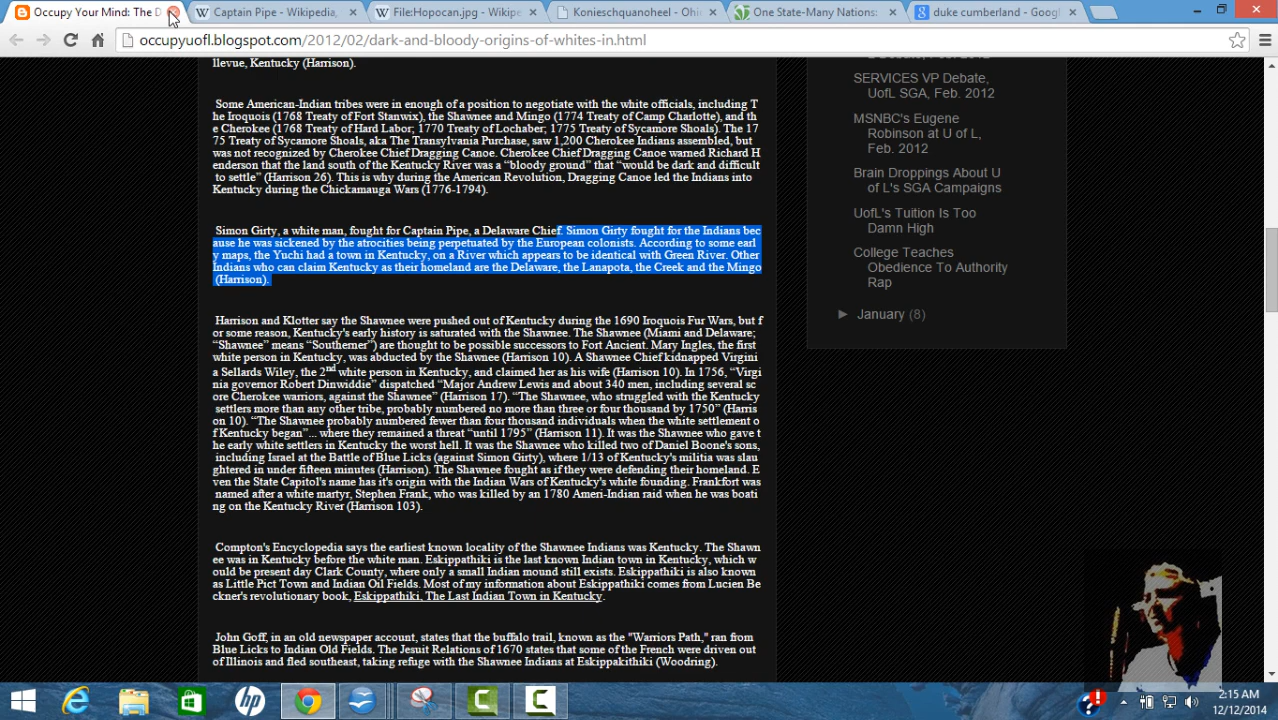 Occupy Your Mind: The D
Captain Pipe - Wikipedia,
File:Hopocan.jpg - Wikipe
Konieschquanoheel - Ohi
One State-Many Nations:
duke cumberland - Googl
occupyuofl.blogspot.com/2012/02/dark-and-bloody-origins-of-whites-in.html
llevue, Kentucky (Harrison).
Some American-Indian tribes were in enough of a position to negotiate with the white officials, including T
he Iroquois (1768 Treaty of Fort Stanwix), the Shawnee and Mingo (1774 Treaty of Camp Charlotte), and th
e Cherokee (1768 Treaty of Hard Labor; 1770 Treaty of Lochaber; 1775 Treaty of Sycamore Shoals). The 17
75 Treaty of Sycamore Shoals, aka The Transylvania Purchase, saw 1,200 Cherokee Indians assembled, but
was not recognized by Cherokee Chief Dragging Canoe. Cherokee Chief Dragging Canoe warned Richard H
enderson that the land south of the Kentucky River was a “bloody ground” that “would be dark and difficult
to settle” (Harrison 26). This is why during the American Revolution, Dragging Canoe led the Indians into
Kentucky during the Chickamauga Wars (1776-1794).
Simon Girty, a white man, fought for Captain Pipe, a Delaware Chief. Simon Girty fought for the Indians bec
ause he was sickened by the atrocities being perpetuated by the European colonists. According to some earl
y maps, the Yuchi had a town in Kentucky, on a River which appears to be identical with Green River. Other
Indians who can claim Kentucky as their homeland are the Delaware, the Lanapota, the Creek and the Mingo
(Harrison).
Harrison and Klotter say the Shawnee were pushed out of Kentucky during the 1690 Iroquois Fur Wars, but f
or some reason, Kentucky's early history is saturated with the Shawnee. The Shawnee (Miami and Delaware;
“Shawnee” means “Southerner”) are thought to be possible successors to Fort Ancient. Mary Ingles, the first
white person in Kentucky, was abducted by the Shawnee (Harrison 10). A Shawnee Chief kidnapped Virgini
a Sellards Wiley, the 2nd white person in Kentucky, and claimed her as his wife (Harrison 10). In 1756, “Virgi
nia governor Robert Dinwiddie” dispatched “Major Andrew Lewis and about 340 men, including several sc
ore Cherokee warriors, against the Shawnee” (Harrison 17). “The Shawnee, who struggled with the Kentucky
settlers more than any other tribe, probably numbered no more than three or four thousand by 1750” (Harris
on 10). “The Shawnee probably numbered fewer than four thousand individuals when the white settlement o
f Kentucky began”... where they remained a threat “until 1795” (Harrison 11). It was the Shawnee who gave t
he early white settlers in Kentucky the worst hell. It was the Shawnee who killed two of Daniel Boone's sons,
including Israel at the Battle of Blue Licks (against Simon Girty), where 1/13 of Kentucky's militia was slau
ghtered in under fifteen minutes (Harrison). The Shawnee fought as if they were defending their homeland. E
ven the State Capitol's name has it's origin with the Indian Wars of Kentucky's white founding. Frankfort was
named after a white martyr, Stephen Frank, who was killed by an 1780 Ameri-Indian raid when he was boati
ng on the Kentucky River (Harrison 103).
Compton's Encyclopedia says the earliest known locality of the Shawnee Indians was Kentucky. The Shawn
ee was in Kentucky before the white man. Eskippathiki is the last known Indian town in Kentucky, which w
ould be present day Clark County, where only a small Indian mound still exists. Eskippathiki is also known
as Little Pict Town and Indian Oil Fields. Most of my information about Eskippathiki comes from Lucien Be
ckner's revolutionary book, Eskippathiki, The Last Indian Town in Kentucky.
John Goff, in an old newspaper account, states that the buffalo trail, known as the "Warriors Path," ran from
Blue Licks to Indian Old Fields. The Jesuit Relations of 1670 states that some of the French were driven out
of Illinois and fled southeast, taking refuge with the Shawnee Indians at Eskippakithiki (Woodring).
SERVICES VP Debate,
UofL SGA, Feb. 2012
MSNBC's Eugene
Robinson at U of L,
Feb. 2012
Brain Droppings About U
of L's SGA Campaigns
UofL's Tuition Is Too
Damn High
College Teaches
Obedience To Authority
Rap
► January (8)
2:15 AM
12/12/2014